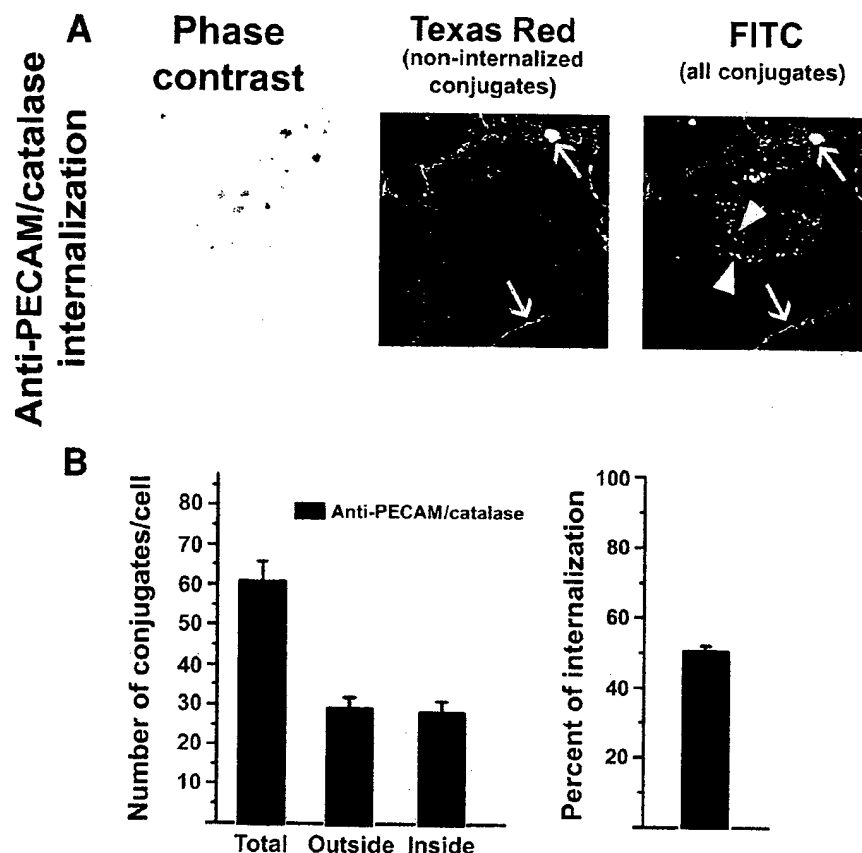 A
Phase
contrast
Texas Red
(non-internalized
conjugates)
FITC
(all conjugates)
Anti-PECAM/catalase
internalization
B
Number of conjugates/cell
80
70
60
50
40
30
20
10
Anti-PECAM/catalase
Total Outside Inside
Percent of internalization
100
80
60
40
20